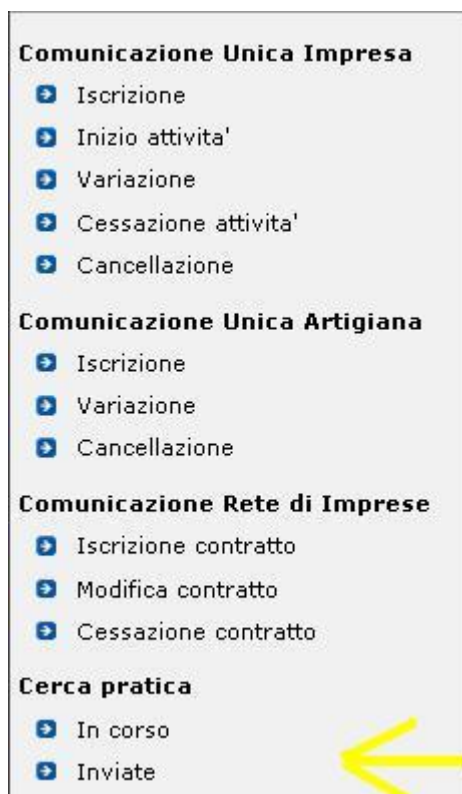 Comunicazione Unica Impresa
Iscrizione
Inizio attivita'
Variazione
Cessazione attivita'
Cancellazione
Comunicazione Unica Artigiana
Iscrizione
Variazione
Cancellazione
Comunicazione Rete di Imprese
Iscrizione contratto
Modifica contratto
Cessazione contratto
Cerca pratica
In corso
Inviate